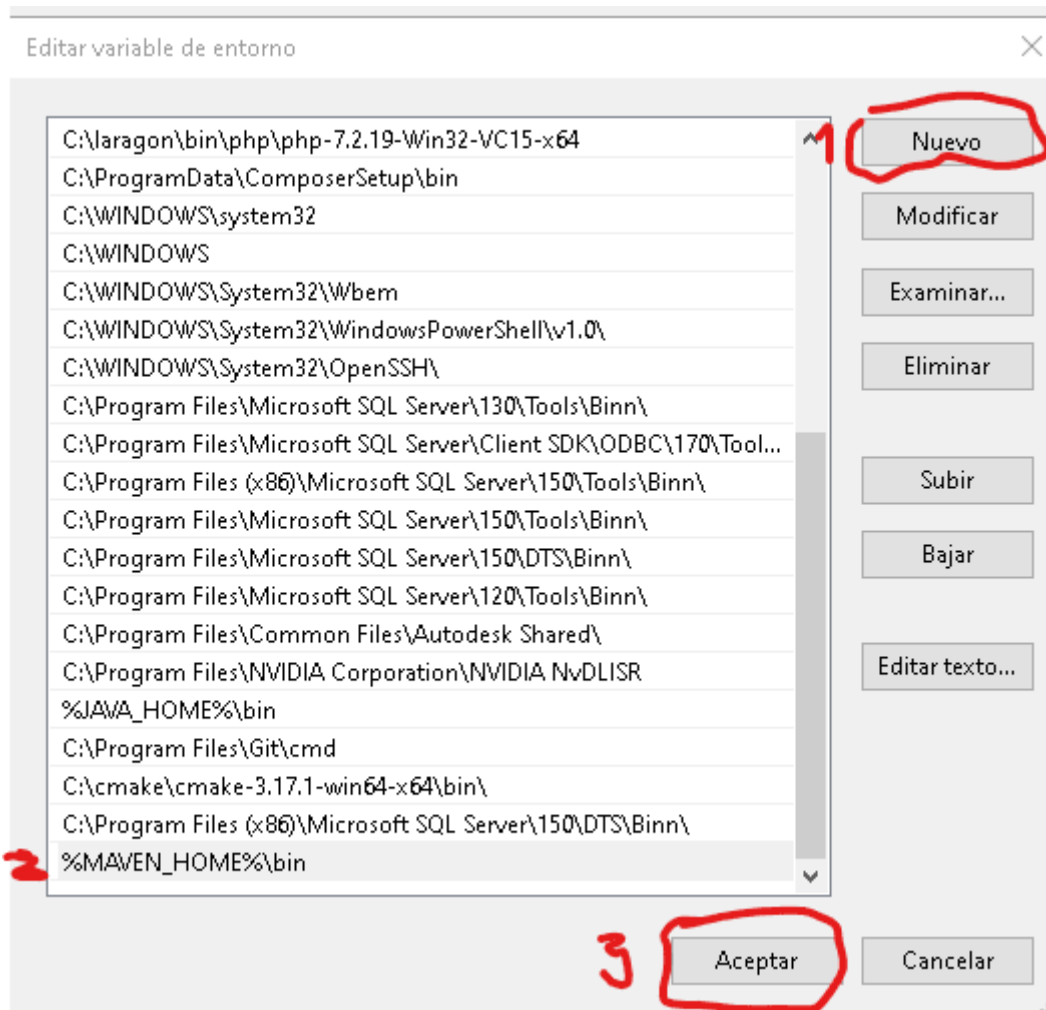 Editar variable de entorno
C:\laragon\bin\php\php-7.2.19-Win32-VC15-x64
1
Nuevo
C:\ProgramData\ComposerSetup\bin
C:\WINDOWS\system32
Modificar
C:\WINDOWS
C:\WINDOWS\System32\Wbem
Examinar...
C:\WINDOWS\System32\WindowsPowerShell\v1.0\
C:\WINDOWS\System32\OpenSSH\
Eliminar
C:\Program Files\Microsoft SQL Server\130\Tools\Binn\
C:\Program Files\Microsoft SQL Server\Client SDK\ODBC\170\Tool...
C:\Program Files (x86)\Microsoft SQL Server\150\Tools\Binn\
Subir
C:\Program Files\Microsoft SQL Server\150\Tools\Binn\
C:\Program Files\Microsoft SQL Server\150\DTS\Binn\
Bajar
C:\Program Files\Microsoft SQL Server\120\Tools\Binn\
C:\Program Files\Common Files\Autodesk Shared\
C:\Program Files\NVIDIA Corporation\NVIDIA NvDLISR
Editar texto...
%JAVA_HOME%\bin
C:\Program Files\Git\cmd
C:\cmake\cmake-3.17.1-win64-x64\bin\
C:\Program Files (x86)\Microsoft SQL Server\150\DTS\Binn\
2
%MAVEN_HOME%\bin
3
Aceptar
Cancelar